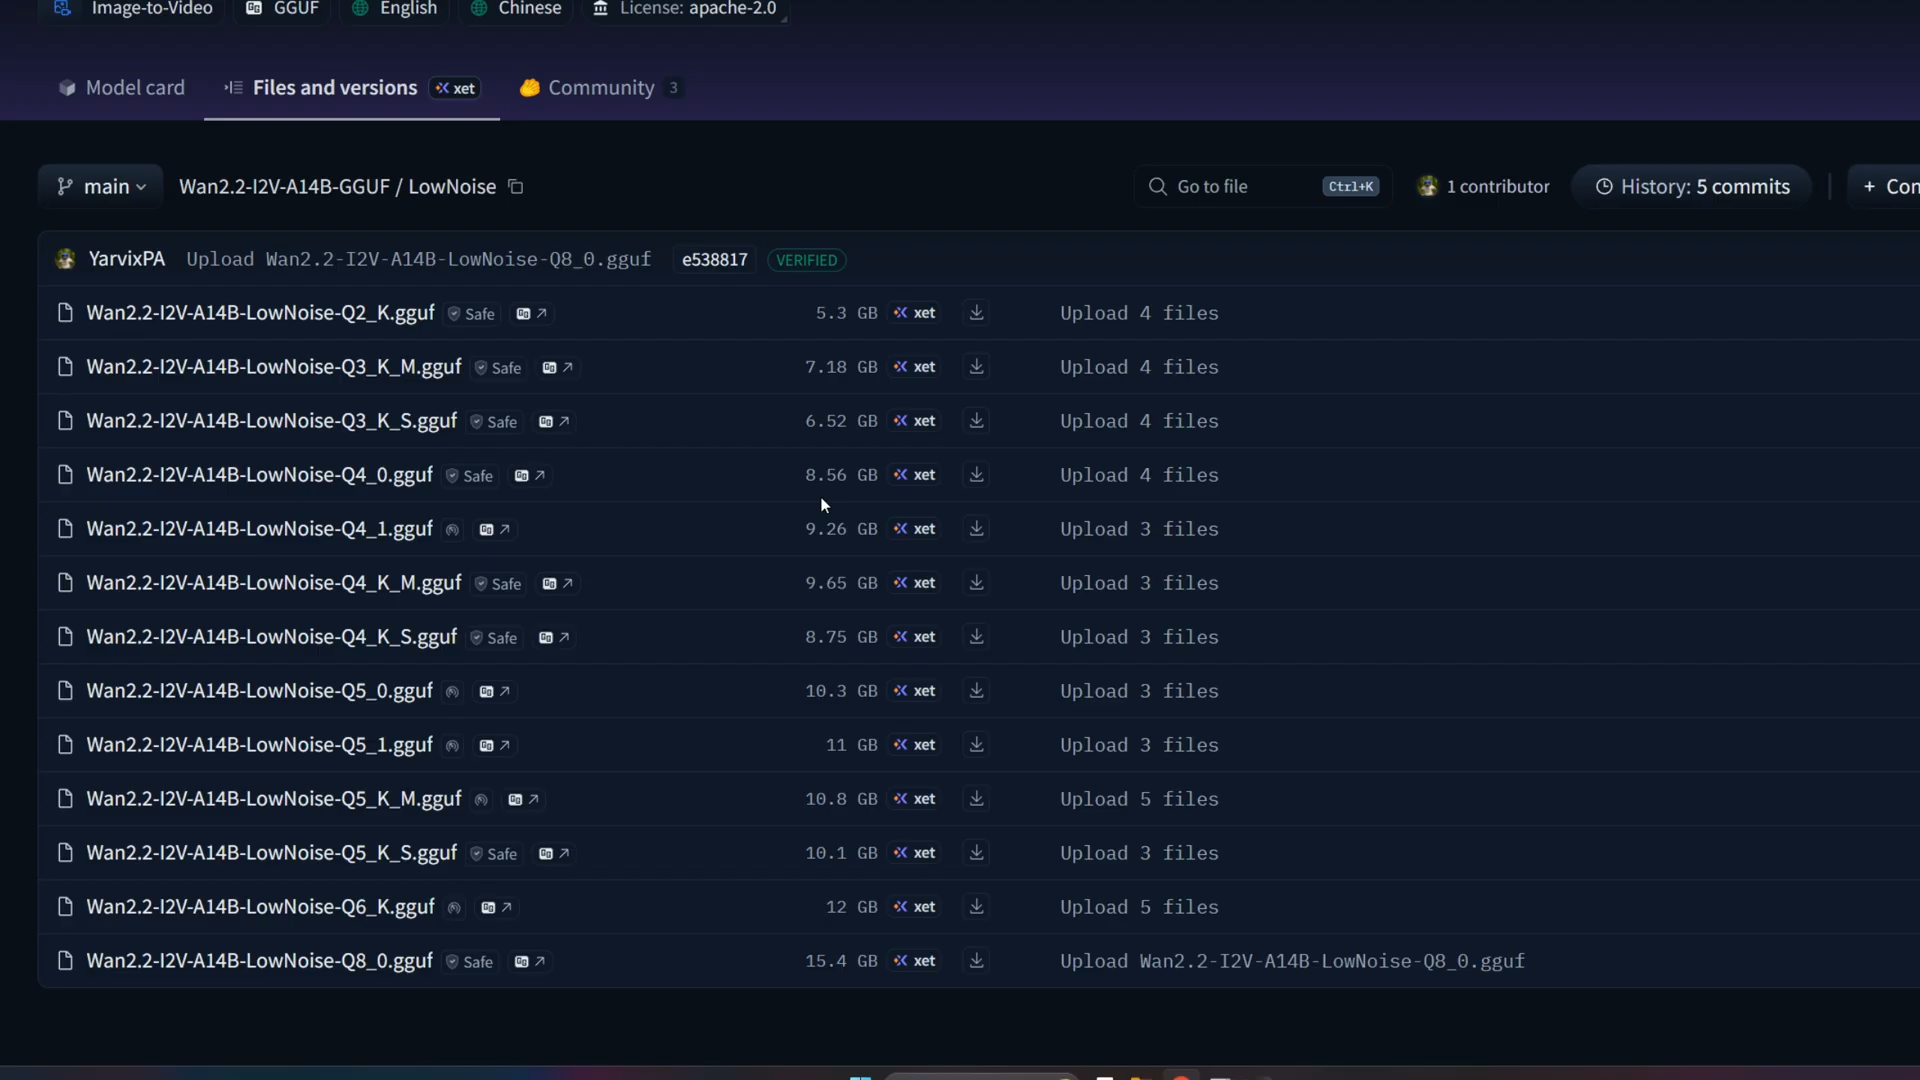 Image-to-Video GGUF English Chinese License: apache-2.0
Model card Files and versions xet Community 3
main Wan2.2-I2V-A14B-GGUF / LowNoise Go to file Ctrl+K 1 contributor History: 5 commits + Con
YarvixPA Upload Wan2.2-I2V-A14B-LowNoise-Q8_0.gguf e538817 VERIFIED
Wan2.2-I2V-A14B-LowNoise-Q2_K.gguf Safe 5.3 GB xet Upload 4 files
Wan2.2-I2V-A14B-LowNoise-Q3_K_M.gguf Safe 7.18 GB xet Upload 4 files
Wan2.2-I2V-A14B-LowNoise-Q3_K_S.gguf Safe 6.52 GB xet Upload 4 files
Wan2.2-I2V-A14B-LowNoise-Q4_0.gguf Safe 8.56 GB xet Upload 4 files
Wan2.2-I2V-A14B-LowNoise-Q4_1.gguf 9.26 GB xet Upload 3 files
Wan2.2-I2V-A14B-LowNoise-Q4_K_M.gguf Safe 9.65 GB xet Upload 3 files
Wan2.2-I2V-A14B-LowNoise-Q4_K_S.gguf Safe 8.75 GB xet Upload 3 files
Wan2.2-I2V-A14B-LowNoise-Q5_0.gguf 10.3 GB xet Upload 3 files
Wan2.2-I2V-A14B-LowNoise-Q5_1.gguf 11 GB xet Upload 3 files
Wan2.2-I2V-A14B-LowNoise-Q5_K_M.gguf 10.8 GB xet Upload 5 files
Wan2.2-I2V-A14B-LowNoise-Q5_K_S.gguf Safe 10.1 GB xet Upload 3 files
Wan2.2-I2V-A14B-LowNoise-Q6_K.gguf 12 GB xet Upload 5 files
Wan2.2-I2V-A14B-LowNoise-Q8_0.gguf Safe 15.4 GB xet Upload Wan2.2-I2V-A14B-LowNoise-Q8_0.gguf